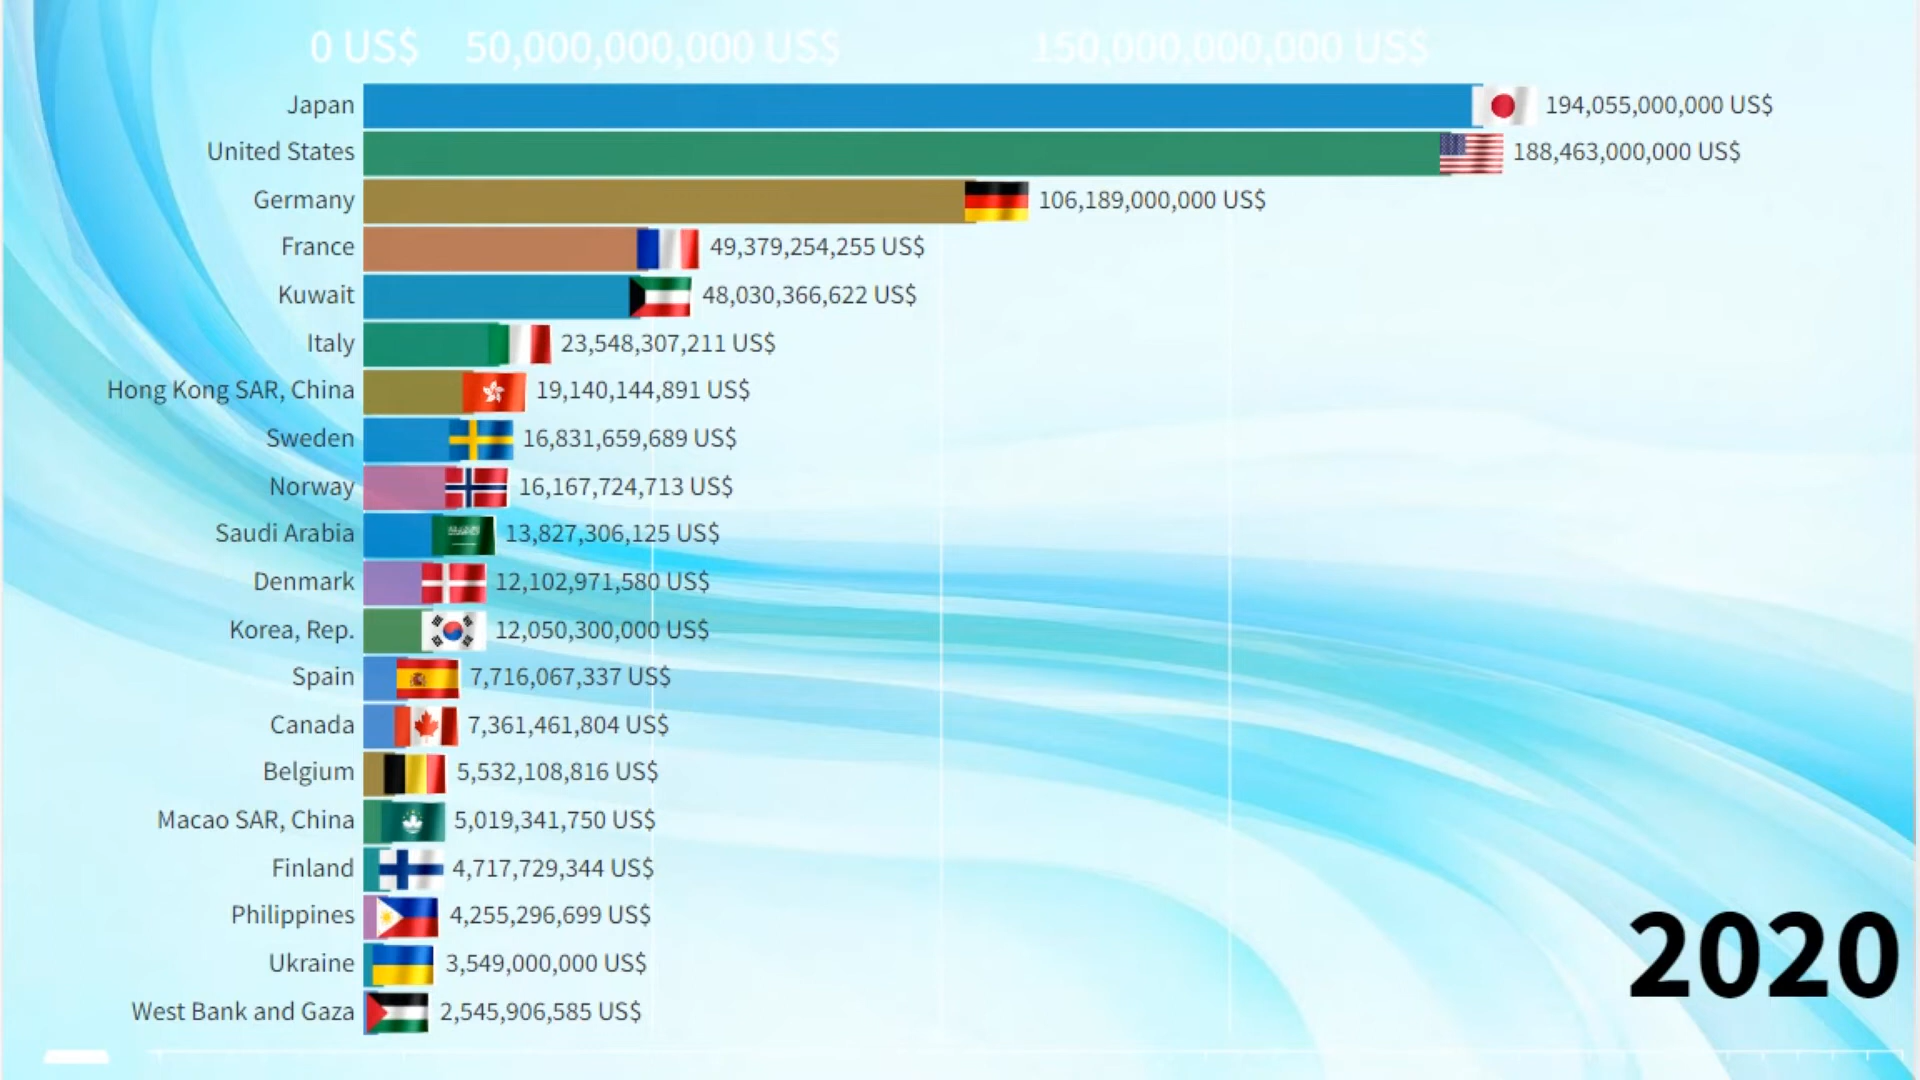 0 US$ 50,000,000,000 US$ 150,000,000,000 US$
Japan 194,055,000,000 US$
United States 188,463,000,000 US$
Germany 106,189,000,000 US$
France 49,379,254,255 US$
Kuwait 48,030,366,622 US$
Italy 23,548,307,211 US$
Hong Kong SAR, China 19,140,144,891 US$
Sweden 16,831,659,689 US$
Norway 16,167,724,713 US$
Saudi Arabia 13,827,306,125 US$
Denmark 12,102,971,580 US$
Korea, Rep. 12,050,300,000 US$
Spain 7,716,067,337 US$
Canada 7,361,461,804 US$
Belgium 5,532,108,816 US$
Macao SAR, China 5,019,341,750 US$
Finland 4,717,729,344 US$
Philippines 4,255,296,699 US$
Ukraine 3,549,000,000 US$
West Bank and Gaza 2,545,906,585 US$
2020